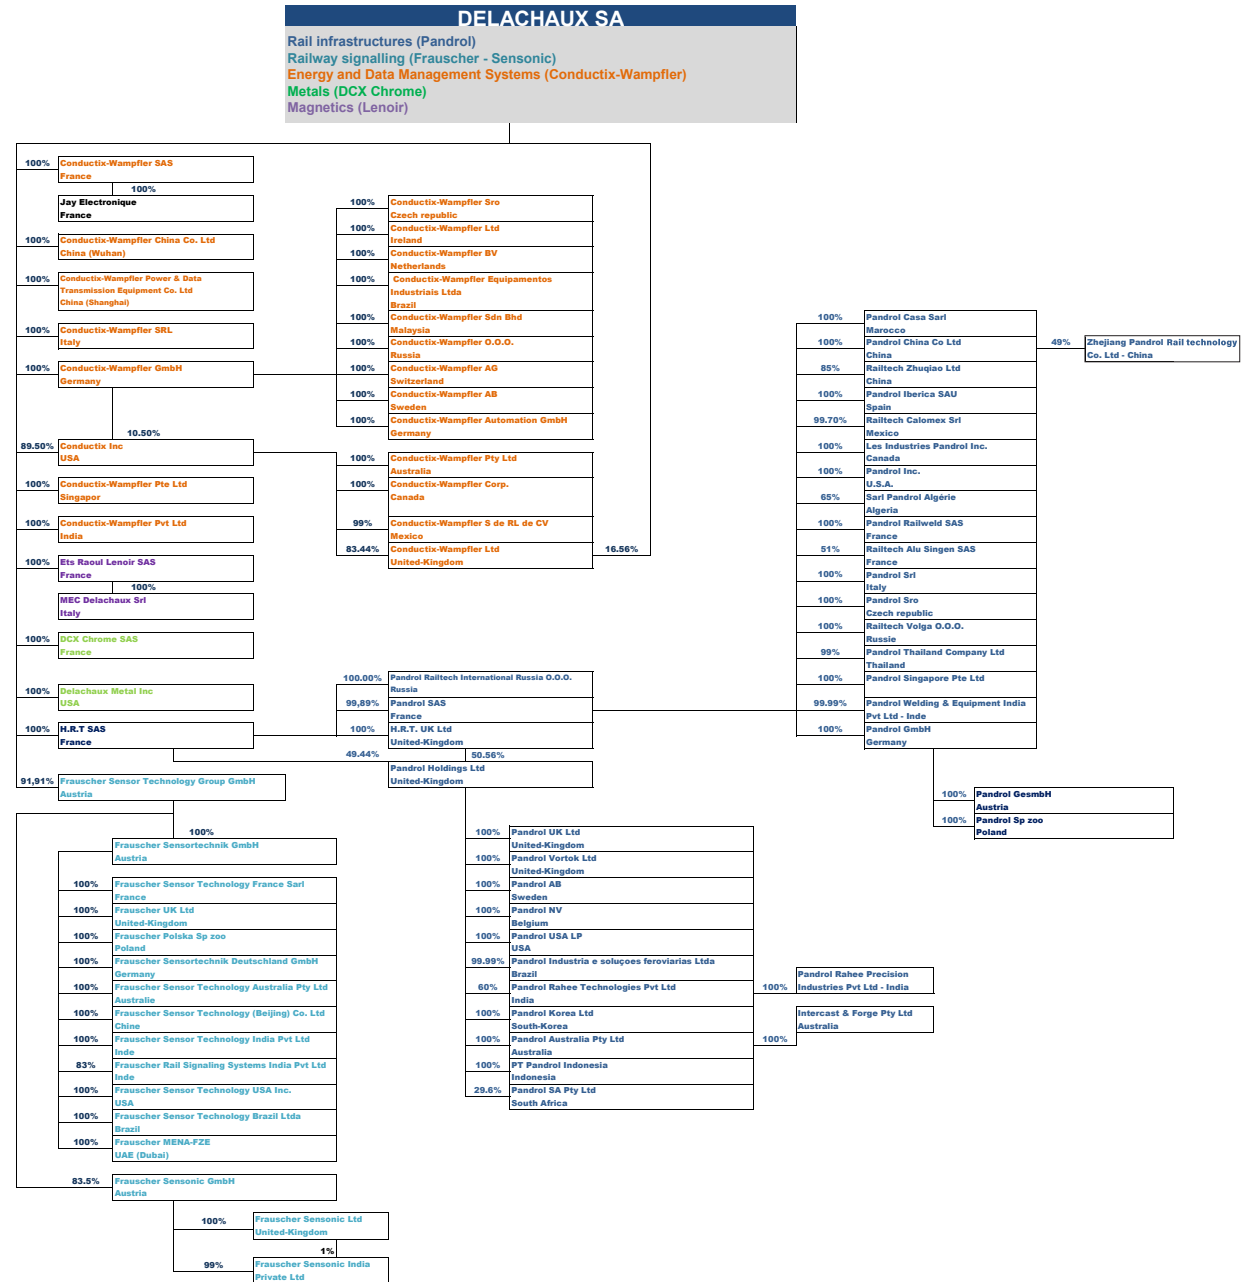 DELACHAUX SA
Rail infrastructures (Pandrol)
Railway signalling (Frauscher - Sensonic)
Energy and Data Management Systems (Conductix-Wampfler)
Metals (DCX Chrome)
Magnetics (Lenoir)
100%
Conductix-Wampfler SAS
France
100%
Jay Electronique
France
100%
Conductix-Wampfler China Co. Ltd
China (Wuhan)
100%
Conductix-Wampfler Power & Data
Transmission Equipment Co. Ltd
China (Shanghai)
100%
Conductix-Wampfler SRL
Italy
100%
Conductix-Wampfler GmbH
Germany
10.50%
89.50%
Conductix Inc
USA
100%
Conductix-Wampfler Pte Ltd
Singapor
100%
Conductix-Wampfler Pvt Ltd
India
100%
Ets Raoul Lenoir SAS
France
100%
MEC Delachaux Srl
Italy
100%
DCX Chrome SAS
France
100%
Delachaux Metal Inc
USA
100%
H.R.T SAS
France
91,91%
Frauscher Sensor Technology Group GmbH
Austria
100%
Conductix-Wampfler Sro
Czech republic
100%
Conductix-Wampfler Ltd
Ireland
100%
Conductix-Wampfler BV
Netherlands
100%
Conductix-Wampfler Equipamentos
Industriais Ltda
Brazil
100%
Conductix-Wampfler Sdn Bhd
Malaysia
100%
Conductix-Wampfler O.O.O.
Russia
100%
Conductix-Wampfler AG
Switzerland
100%
Conductix-Wampfler AB
Sweden
100%
Conductix-Wampfler Automation GmbH
Germany
100%
Conductix-Wampfler Pty Ltd
Australia
100%
Conductix-Wampfler Corp.
Canada
99%
Conductix-Wampfler S de RL de CV
Mexico
83.44%
Conductix-Wampfler Ltd
United-Kingdom
16.56%
100.00%
Pandrol Railtech International Russia O.O.O.
Russia
99,89%
Pandrol SAS
France
100%
H.R.T. UK Ltd
United-Kingdom
49.44%
50.56%
Pandrol Holdings Ltd
United-Kingdom
100%
Pandrol Casa Sarl
Marocco
100%
Pandrol China Co Ltd
China
49%
Zhejiang Pandrol Rail technology
Co. Ltd - China
85%
Railtech Zhuqiao Ltd
China
100%
Pandrol Iberica SAU
Spain
99.70%
Railtech Calomex Srl
Mexico
100%
Les Industries Pandrol Inc.
Canada
100%
Pandrol Inc.
U.S.A.
65%
Sarl Pandrol Algérie
Algeria
100%
Pandrol Railweld SAS
France
51%
Railtech Alu Singen SAS
France
100%
Pandrol Srl
Italy
100%
Pandrol Sro
Czech republic
100%
Railtech Volga O.O.O.
Russie
99%
Pandrol Thailand Company Ltd
Thailand
100%
Pandrol Singapore Pte Ltd
99.99%
Pandrol Welding & Equipment India
Pvt Ltd - Inde
100%
Pandrol GmbH
Germany
100%
Pandrol GesmbH
Austria
100%
Pandrol Sp zoo
Poland
100%
Frauscher Sensortechnik GmbH
Austria
100%
Frauscher Sensor Technology France Sarl
France
100%
Frauscher UK Ltd
United-Kingdom
100%
Frauscher Polska Sp zoo
Poland
100%
Frauscher Sensortechnik Deutschland GmbH
Germany
100%
Frauscher Sensor Technology Australia Pty Ltd
Australie
100%
Frauscher Sensor Technology (Beijing) Co. Ltd
Chine
100%
Frauscher Sensor Technology India Pvt Ltd
Inde
83%
Frauscher Rail Signaling Systems India Pvt Ltd
Inde
100%
Frauscher Sensor Technology USA Inc.
USA
100%
Frauscher Sensor Technology Brazil Ltda
Brazil
100%
Frauscher MENA-FZE
UAE (Dubai)
83.5%
Frauscher Sensonic GmbH
Austria
100%
Frauscher Sensonic Ltd
United-Kingdom
1%
99%
Frauscher Sensonic India
Private Ltd
100%
Pandrol UK Ltd
United-Kingdom
100%
Pandrol Vortok Ltd
United-Kingdom
100%
Pandrol AB
Sweden
100%
Pandrol NV
Belgium
100%
Pandrol USA LP
USA
99.99%
Pandrol Industria e soluçoes feroviarias Ltda
Brazil
60%
Pandrol Rahee Technologies Pvt Ltd
India
100%
Pandrol Rahee Precision
Industries Pvt Ltd - India
100%
Pandrol Korea Ltd
South-Korea
100%
Pandrol Australia Pty Ltd
Australia
100%
Intercast & Forge Pty Ltd
Australia
100%
PT Pandrol Indonesia
Indonesia
29.6%
Pandrol SA Pty Ltd
South Africa